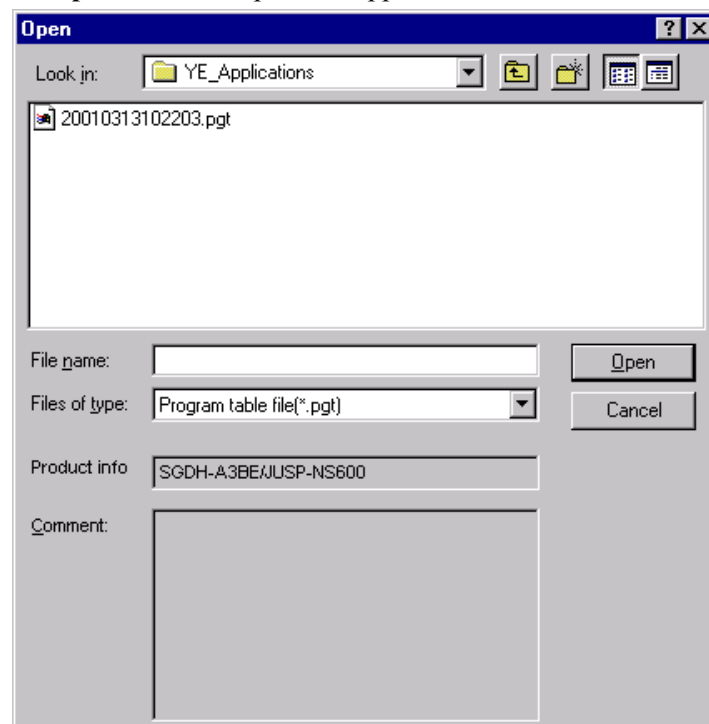 Open
Look in: YE_Applications
20010313102203.pgt
File name: Open
Files of type: Program table file(*.pgt) Cancel
Product info SGDH-A3BE/JUSP-NS600
Comment: